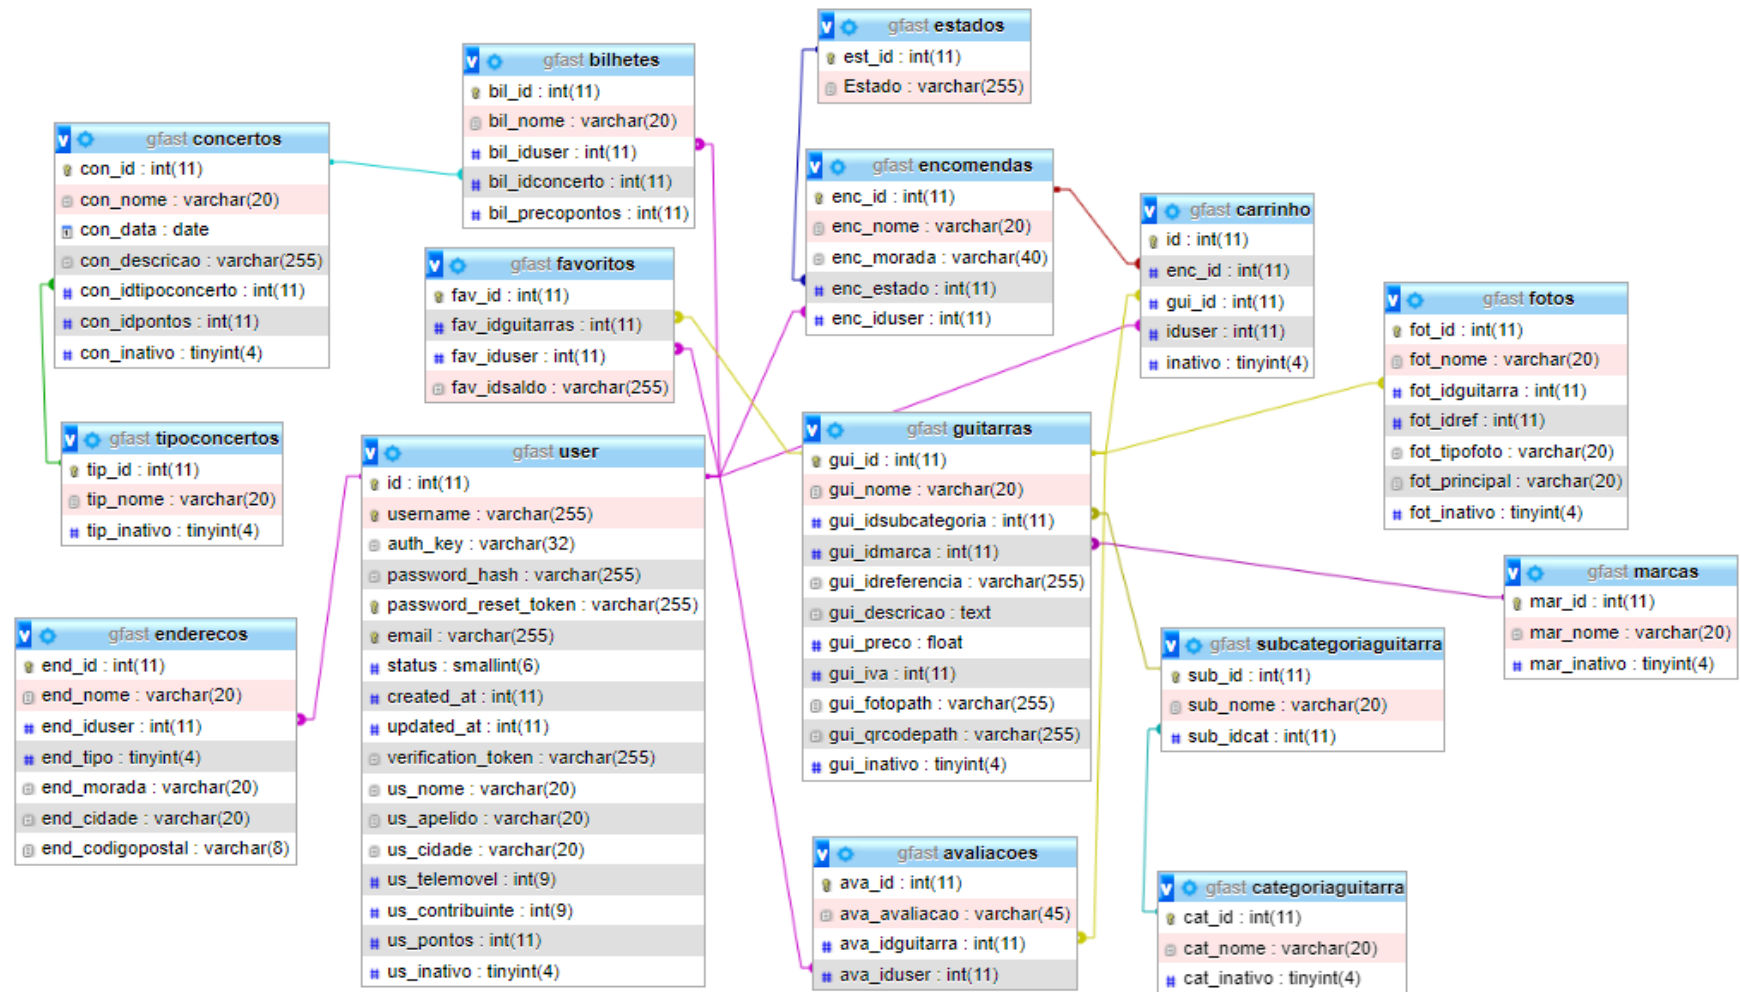 gfast estados
est_id : int(11)
Estado : varchar(255)
gfast bilhetes
bil_id : int(11)
bil_nome : varchar(20)
bil_iduser : int(11)
bil_idconcerto : int(11)
bil_precopontos : int(11)
gfast concertos
con_id : int(11)
con_nome : varchar(20)
con_data : date
con_descricao : varchar(255)
con_idtipoconcerto : int(11)
con_idpontos : int(11)
con_inativo : tinyint(4)
gfast encomendas
enc_id : int(11)
enc_nome : varchar(20)
enc_morada : varchar(40)
enc_estado : int(11)
enc_iduser : int(11)
gfast carrinho
id : int(11)
enc_id : int(11)
gui_id : int(11)
iduser : int(11)
inativo : tinyint(4)
gfast favoritos
fav_id : int(11)
fav_idguitarras : int(11)
fav_iduser : int(11)
fav_idsaldo : varchar(255)
gfast fotos
fot_id : int(11)
fot_nome : varchar(20)
fot_idguitarra : int(11)
fot_idref : int(11)
fot_tipofoto : varchar(20)
fot_principal : varchar(20)
fot_inativo : tinyint(4)
gfast tipoconcertos
tip_id : int(11)
tip_nome : varchar(20)
tip_inativo : tinyint(4)
gfast user
id : int(11)
username : varchar(255)
auth_key : varchar(32)
password_hash : varchar(255)
password_reset_token : varchar(255)
email : varchar(255)
status : smallint(6)
created_at : int(11)
updated_at : int(11)
verification_token : varchar(255)
us_nome : varchar(20)
us_apelido : varchar(20)
us_cidade : varchar(20)
us_telemovel : int(9)
us_contribuinte : int(9)
us_pontos : int(11)
us_inativo : tinyint(4)
gfast guitarras
gui_id : int(11)
gui_nome : varchar(20)
gui_idsubcategoria : int(11)
gui_idmarca : int(11)
gui_idreferencia : varchar(255)
gui_descricao : text
gui_preco : float
gui_iva : int(11)
gui_fotopath : varchar(255)
gui_qrcodepath : varchar(255)
gui_inativo : tinyint(4)
gfast marcas
mar_id : int(11)
mar_nome : varchar(20)
mar_inativo : tinyint(4)
gfast enderecos
end_id : int(11)
end_nome : varchar(20)
end_iduser : int(11)
end_tipo : tinyint(4)
end_morada : varchar(20)
end_cidade : varchar(20)
end_codigopostal : varchar(8)
gfast subcategoriaguitarra
sub_id : int(11)
sub_nome : varchar(20)
sub_idcat : int(11)
gfast avaliacoes
ava_id : int(11)
ava_avaliacao : varchar(45)
ava_idguitarra : int(11)
ava_iduser : int(11)
gfast categoriaguitarra
cat_id : int(11)
cat_nome : varchar(20)
cat_inativo : tinyint(4)